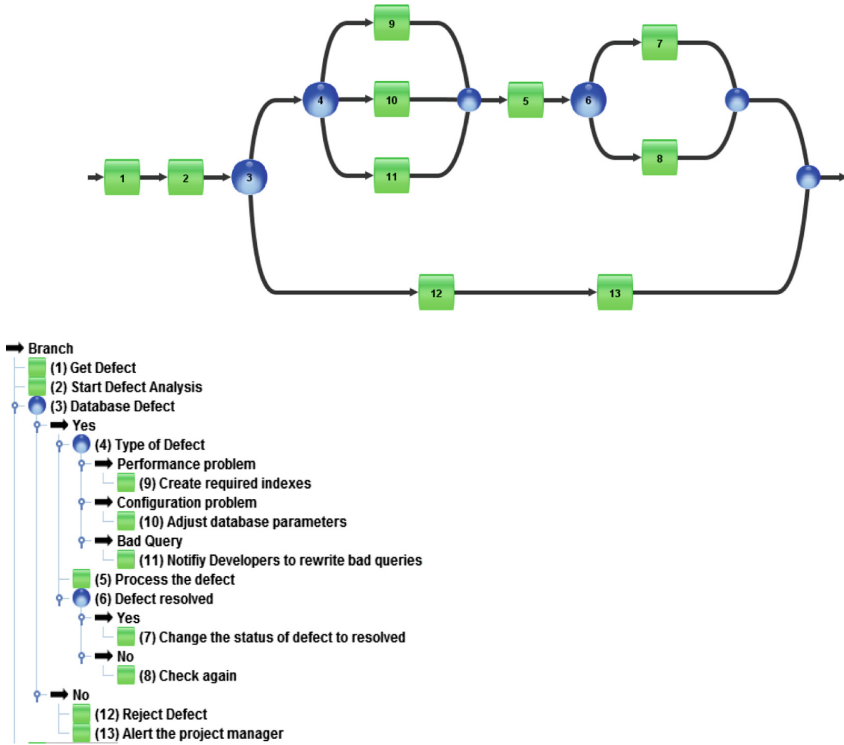 9
7
4
10
5
6
8
1
2
3
11
12
13
Branch
(1) Get Defect
(2) Start Defect Analysis
(3) Database Defect
Yes
(4) Type of Defect
Performance problem
(9) Create required indexes
Configuration problem
(10) Adjust database parameters
Bad Query
(11) Notifiy Developers to rewrite bad queries
(5) Process the defect
(6) Defect resolved
Yes
(7) Change the status of defect to resolved
No
(8) Check again
No
(12) Reject Defect
(13) Alert the project manager